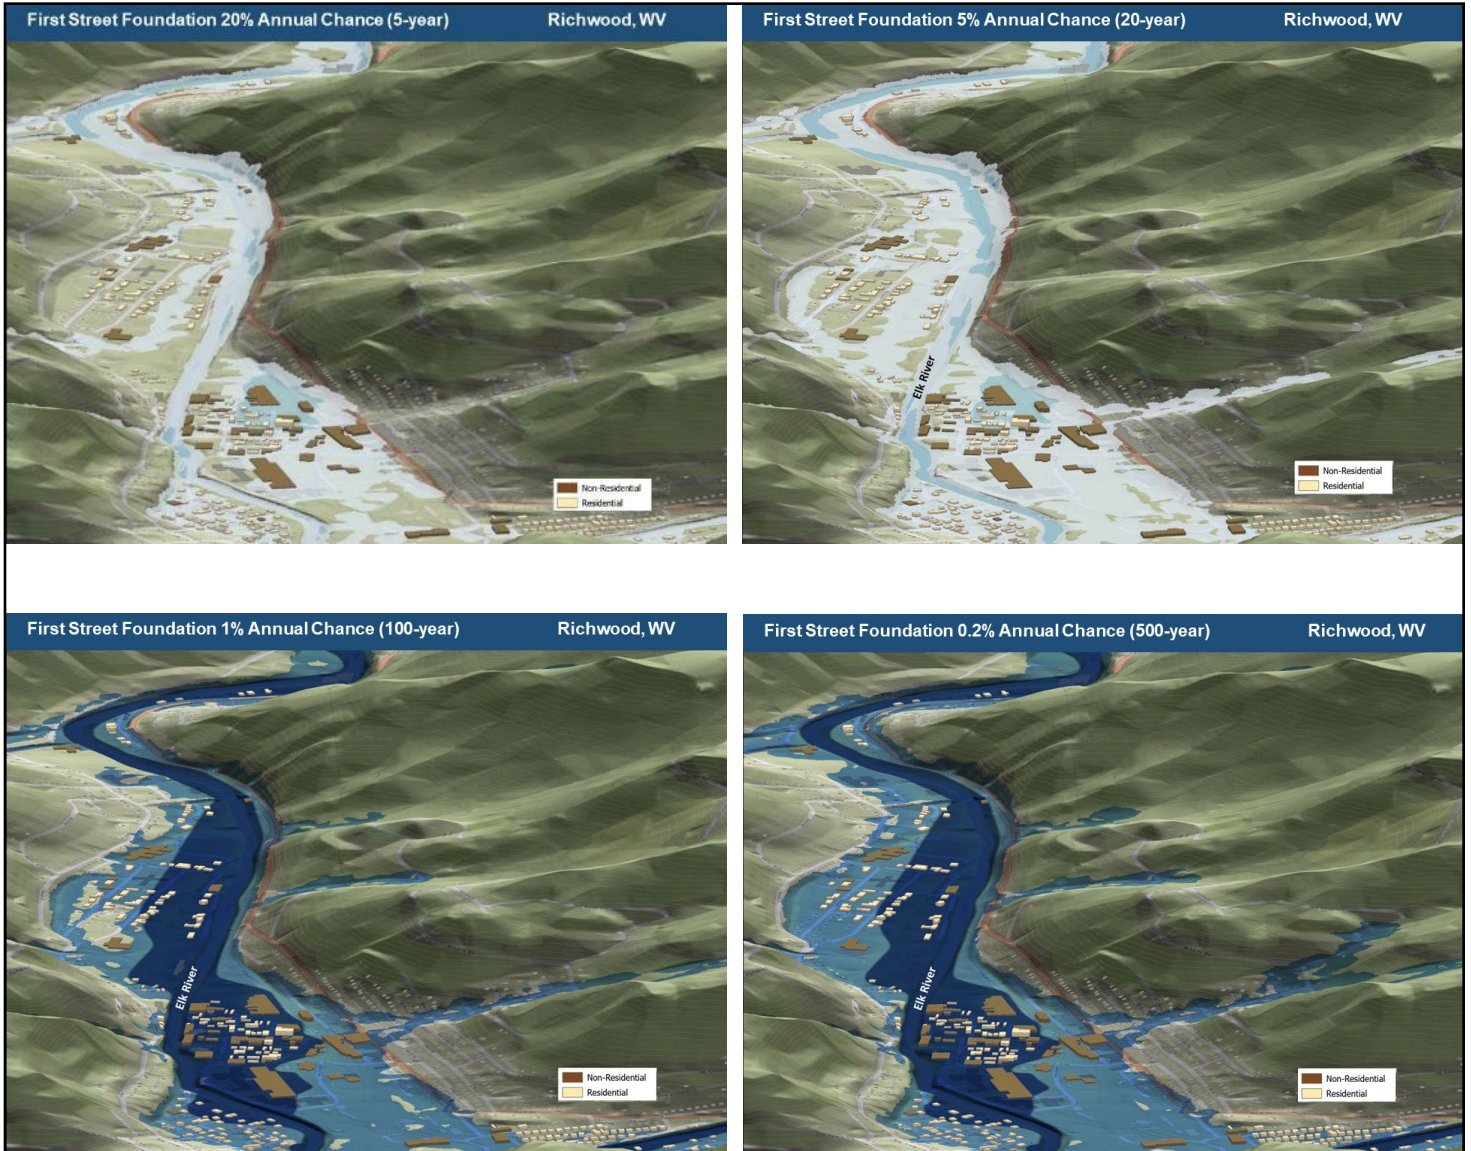 First Street Foundation 20% Annual Chance (5-year) Richwood, WV
Non-Residential
Residential
First Street Foundation 5% Annual Chance (20-year) Richwood, WV
Elk River
Non-Residential
Residential
First Street Foundation 1% Annual Chance (100-year) Richwood, WV
Elk River
Non-Residential
Residential
First Street Foundation 0.2% Annual Chance (500-year) Richwood, WV
Elk River
Non-Residential
Residential